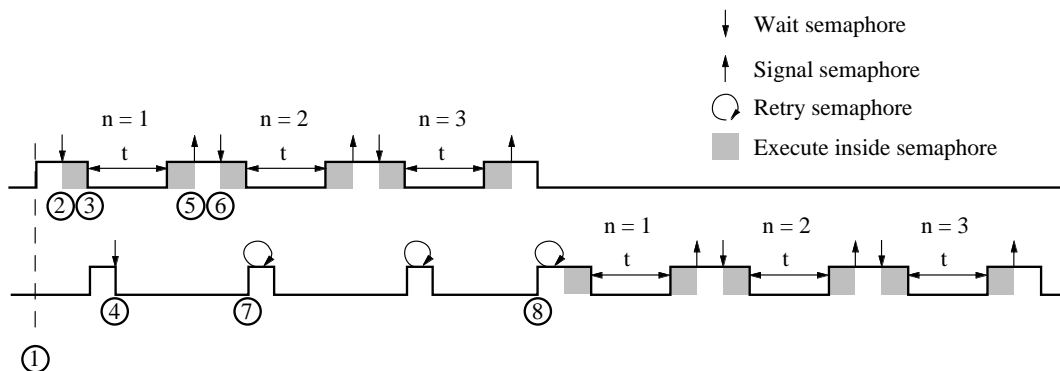 Wait semaphore
Signal semaphore
Retry semaphore
Execute inside semaphore
n = 1 n = 2 n = 3
t t t
2 3 5 6
n = 1 n = 2 n = 3
t t t
4 7 8
1